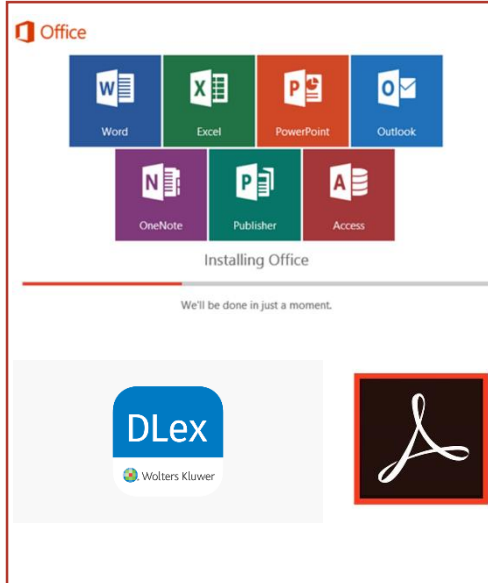 Office
W
X
P
O
Word
Excel
PowerPoint
Outlook
N
P
A
OneNote
Publisher
Access
Installing Office
We'll be done in just a moment.
DLex
Wolters Kluwer